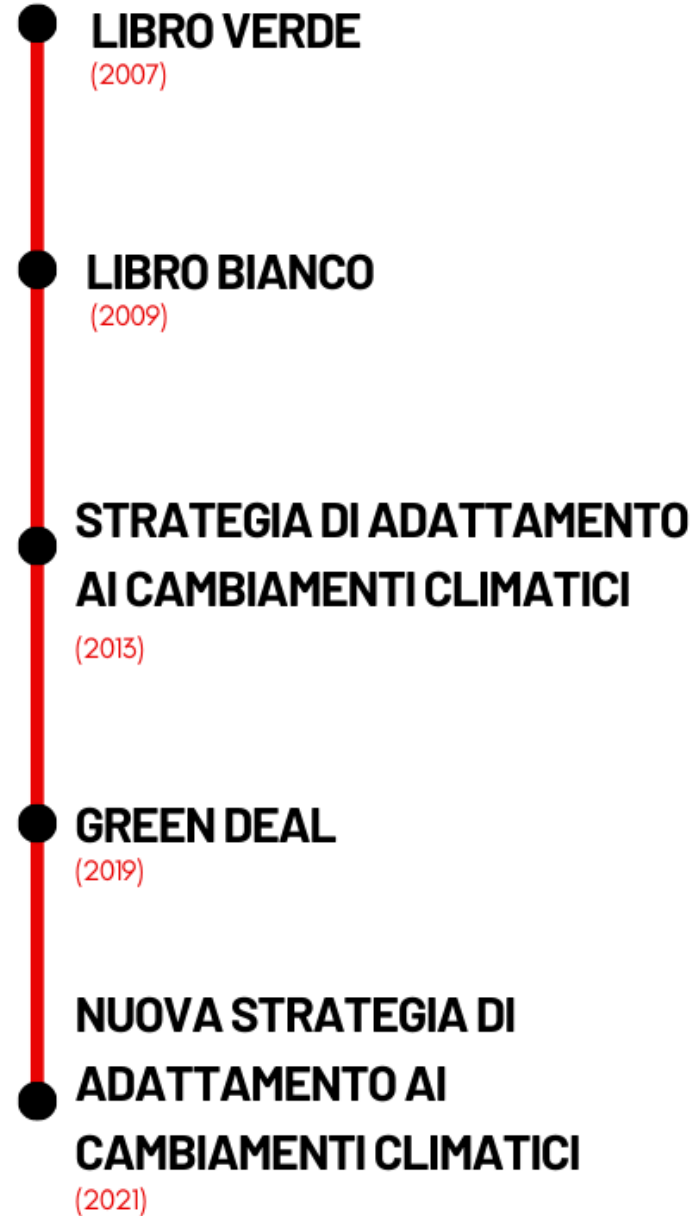 LIBRO VERDE
(2007)
LIBRO BIANCO
(2009)
STRATEGIA DI ADATTAMENTO
AI CAMBIAMENTI CLIMATICI
(2013)
GREEN DEAL
(2019)
NUOVA STRATEGIA DI
ADATTAMENTO AI
CAMBIAMENTI CLIMATICI
(2021)